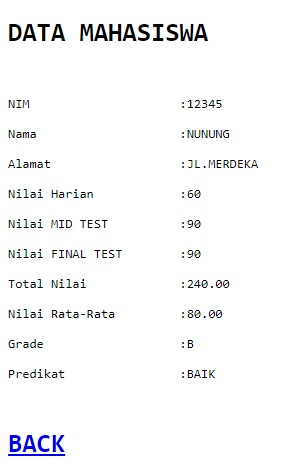 DATA MAHASISWA
NIM :12345
Nama :NUNUNG
Alamat :JL.MERDEKA
Nilai Harian :60
Nilai MID TEST :90
Nilai FINAL TEST :90
Total Nilai :240.00
Nilai Rata-Rata :80.00
Grade :B
Predikat :BAIK
BACK